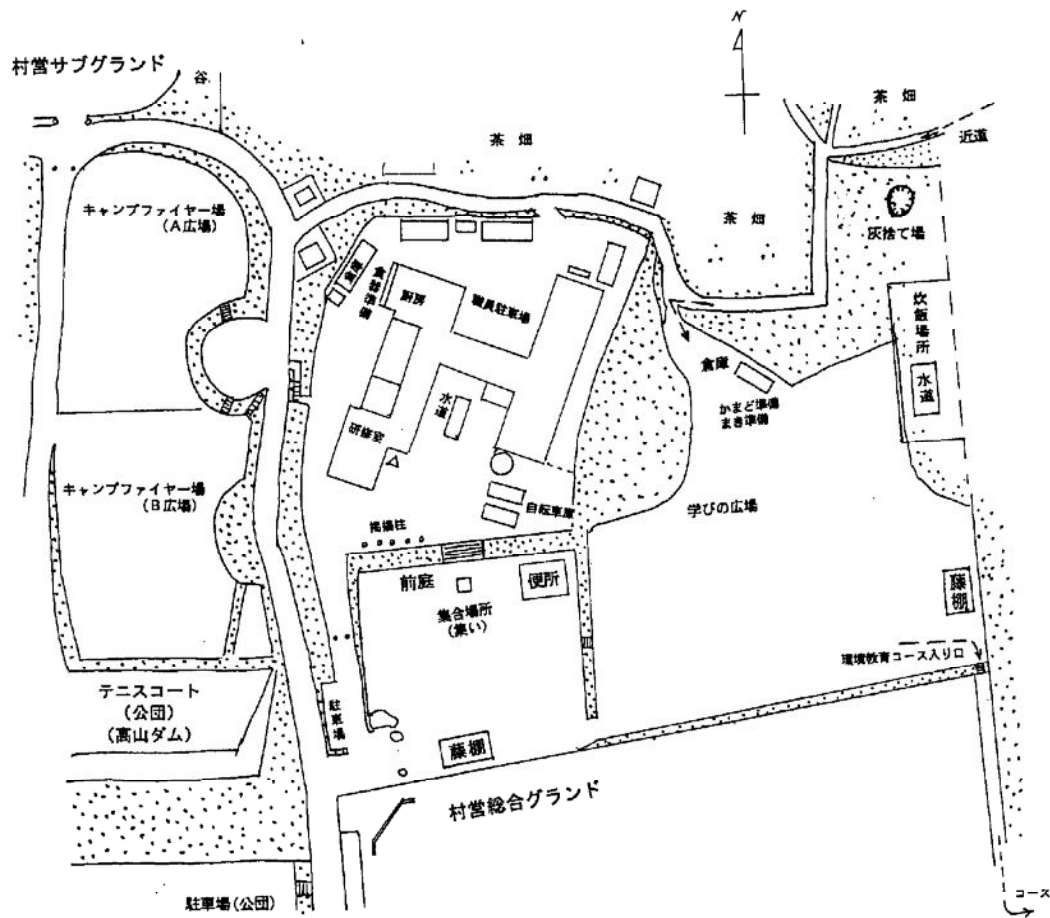 N
村営サブグランド
谷
茶畑
茶畑
近道
キャンプファイヤー場
(A広場)
茶畑
灰捨て場
倉庫
食器準備
厨房
職員駐車場
炊飯場所
水道
倉庫
かまど準備
まき準備
水道
研修室
キャンプファイヤー場
(B広場)
自転車庫
学びの広場
掲揚柱
前庭
便所
集合場所
(集い)
藤棚
環境教育コース入り口
テニスコート
(公団)
(高山ダム)
駐車場
藤棚
村営総合グランド
駐車場(公団)
コース